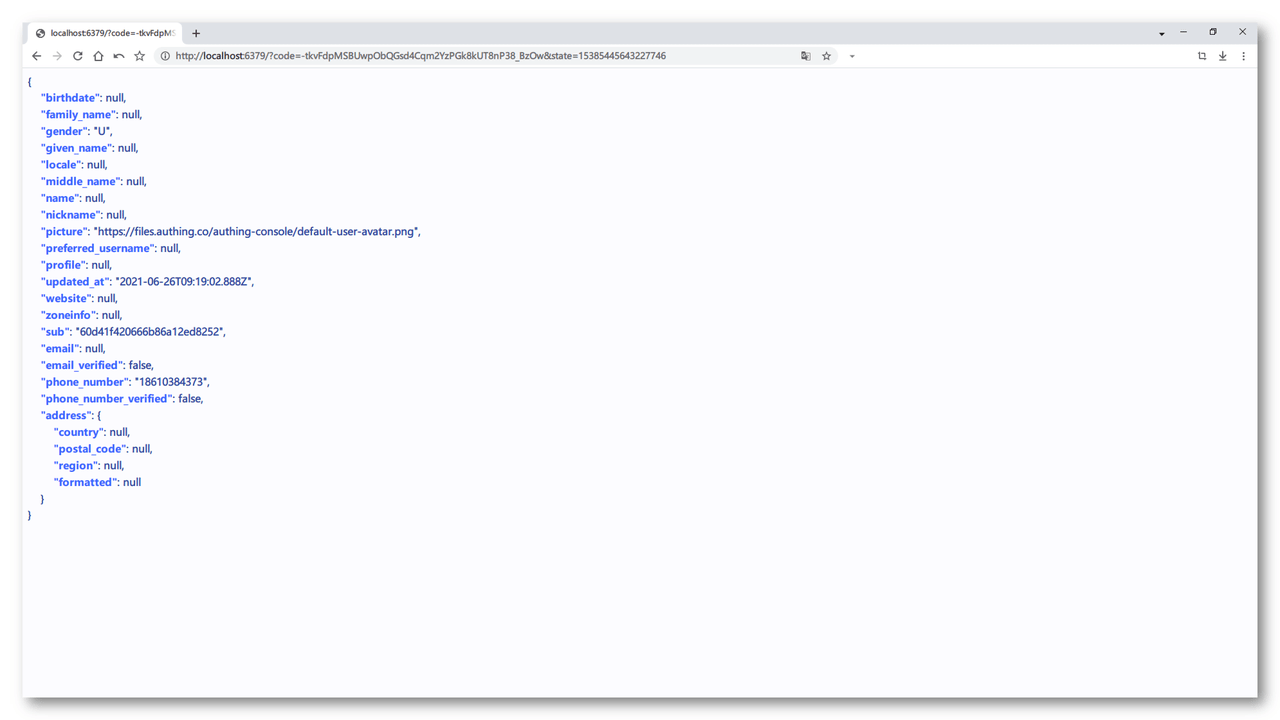 localhost:6379/?code=-tkvFdpMS
http://localhost:6379/?code=-tkvFdpMSBUwpObQGsd4Cqm2YzPGk8kUT8nP38_BzOw&state=15385445643227746
{
"birthdate": null,
"family_name": null,
"gender": "U",
"given_name": null,
"locale": null,
"middle_name": null,
"name": null,
"nickname": null,
"picture": "https://files.authing.co/authing-console/default-user-avatar.png",
"preferred_username": null,
"profile": null,
"updated_at": "2021-06-26T09:19:02.888Z",
"website": null,
"zoneinfo": null,
"sub": "60d41f420666b86a12ed8252",
"email": null,
"email_verified": false,
"phone_number": "18610384373",
"phone_number_verified": false,
"address": {
"country": null,
"postal_code": null,
"region": null,
"formatted": null
}
}